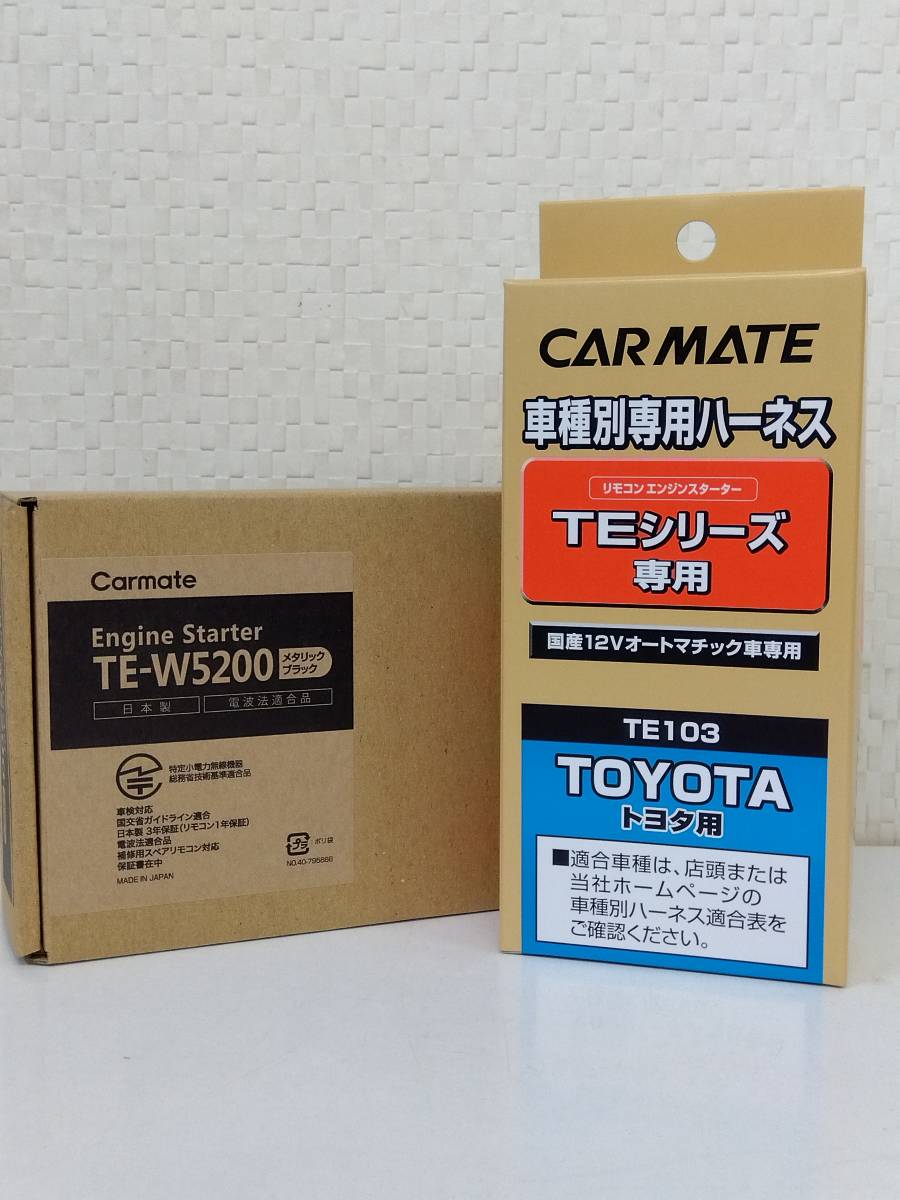 Carmate
Engine Starter
TE-W5200 メタリック
ブラック
日本製 電波法適合品
特定小電力無線機器
総務省技術基準適合品
車検対応
国交省ガイドライン適合
日本製 3年保証(リモコン1年保証)
電波法適合品
補修用スペアリモコン対応
保証書在中
MADE IN JAPAN
プラ : ポリ袋
CARMATE
車種別専用ハーネス
リモコン エンジンスターター
TEシリーズ
専用
国産12Vオートマチック車専用
TE103
TOYOTA
トヨタ用
■適合車種は、店頭または
当社ホームページの
車種別ハーネス適合表を
ご確認ください。